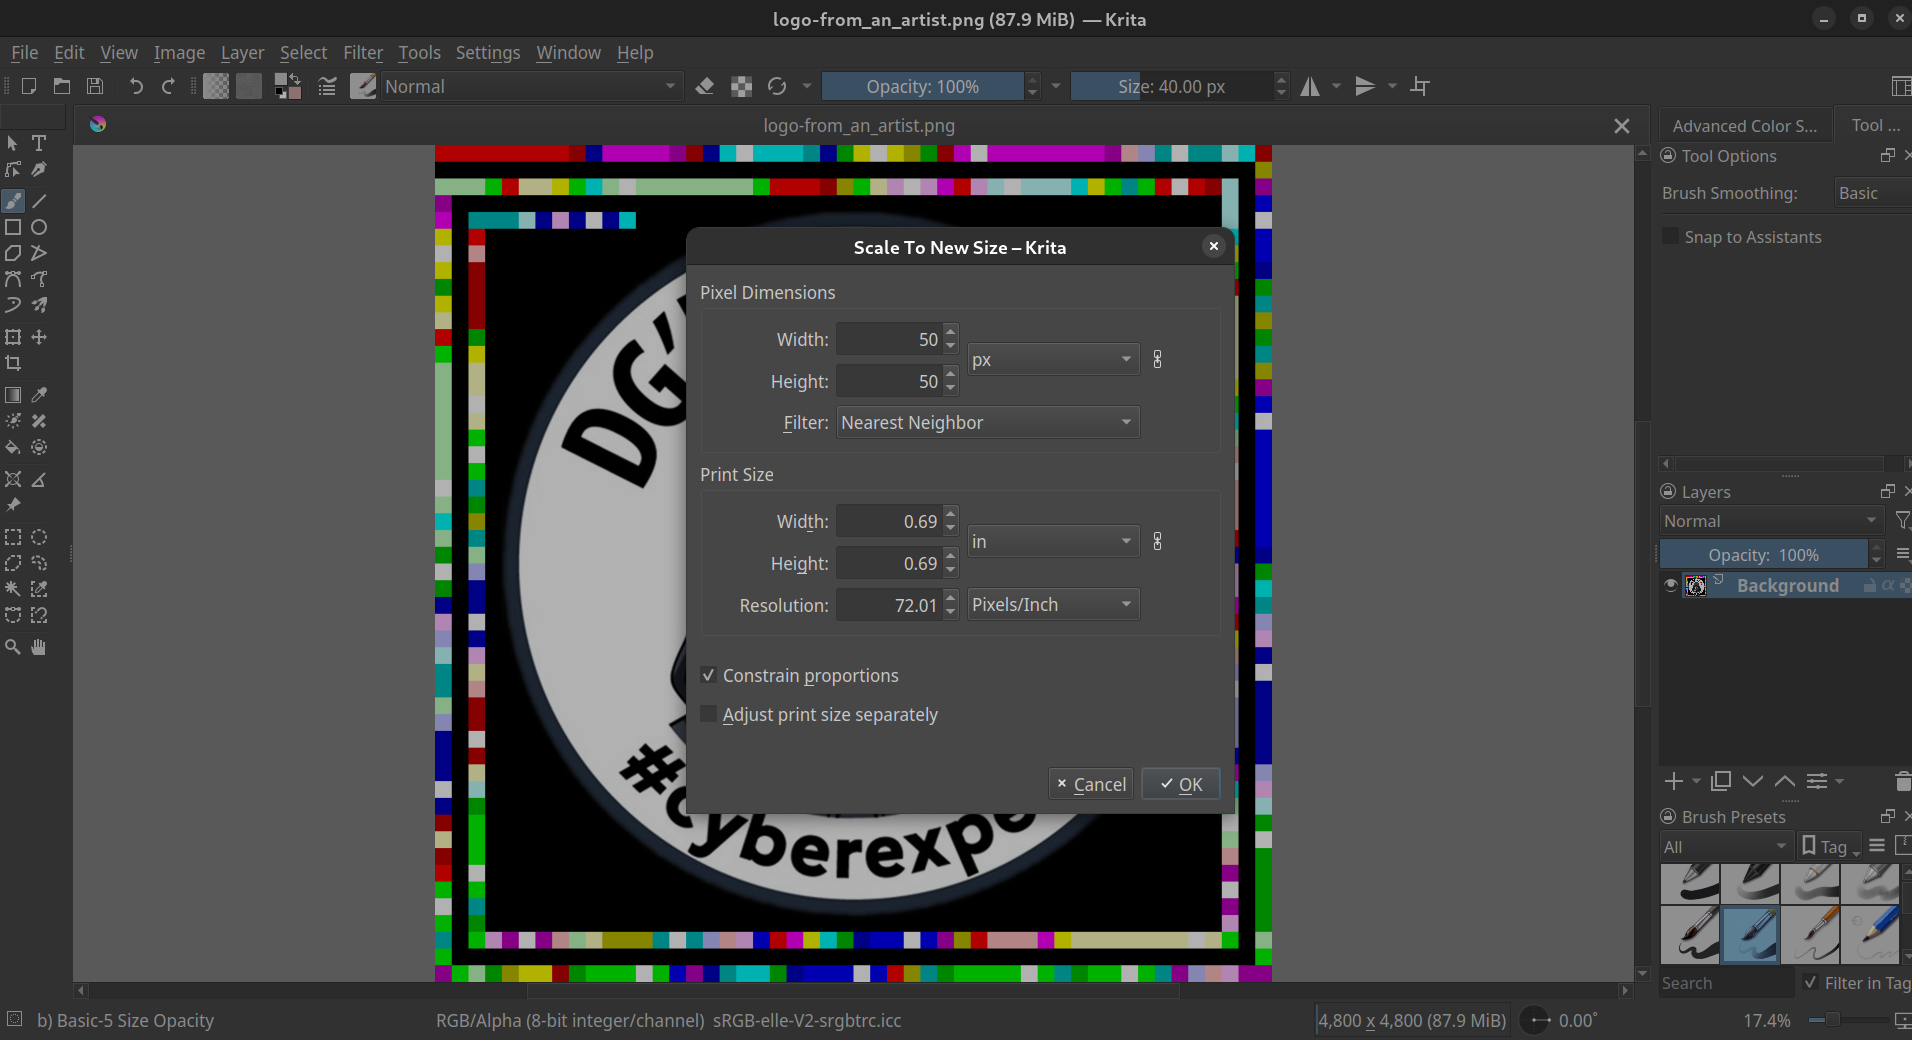 logo-from_an_artist.png (87.9 MiB) — Krita
File Edit View Image Layer Select Filter Tools Settings Window Help
Normal
Opacity: 100%
Size: 40.00 px
logo-from_an_artist.png
Advanced Color S...
Tool ...
Tool Options
Brush Smoothing:
Basic
Snap to Assistants
DG'
#cyberexpe
Scale To New Size – Krita
Pixel Dimensions
Width: 50
px
Height: 50
Filter: Nearest Neighbor
Print Size
Width: 0.69
in
Height: 0.69
Resolution: 72.01 Pixels/Inch
Constrain proportions
Adjust print size separately
Cancel
OK
Layers
Normal
Opacity: 100%
Background
Brush Presets
All
Tag
Search
Filter in Tag
b) Basic-5 Size Opacity
RGB/Alpha (8-bit integer/channel) sRGB-elle-V2-srgbtrc.icc
4,800 x 4,800 (87.9 MiB)
0.00°
17.4%